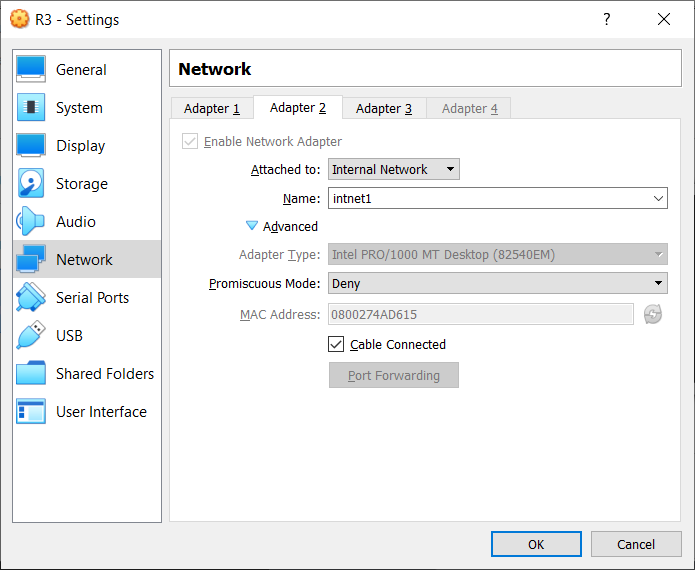 R3 - Settings
?
General
System
Display
Storage
Audio
Network
Serial Ports
USB
Shared Folders
User Interface
Network
Adapter 1 Adapter 2 Adapter 3 Adapter 4
Enable Network Adapter
Attached to: Internal Network
Name: intnet1
Advanced
Adapter Type: Intel PRO/1000 MT Desktop (82540EM)
Promiscuous Mode: Deny
MAC Address: 0800274AD615
Cable Connected
Port Forwarding
OK Cancel